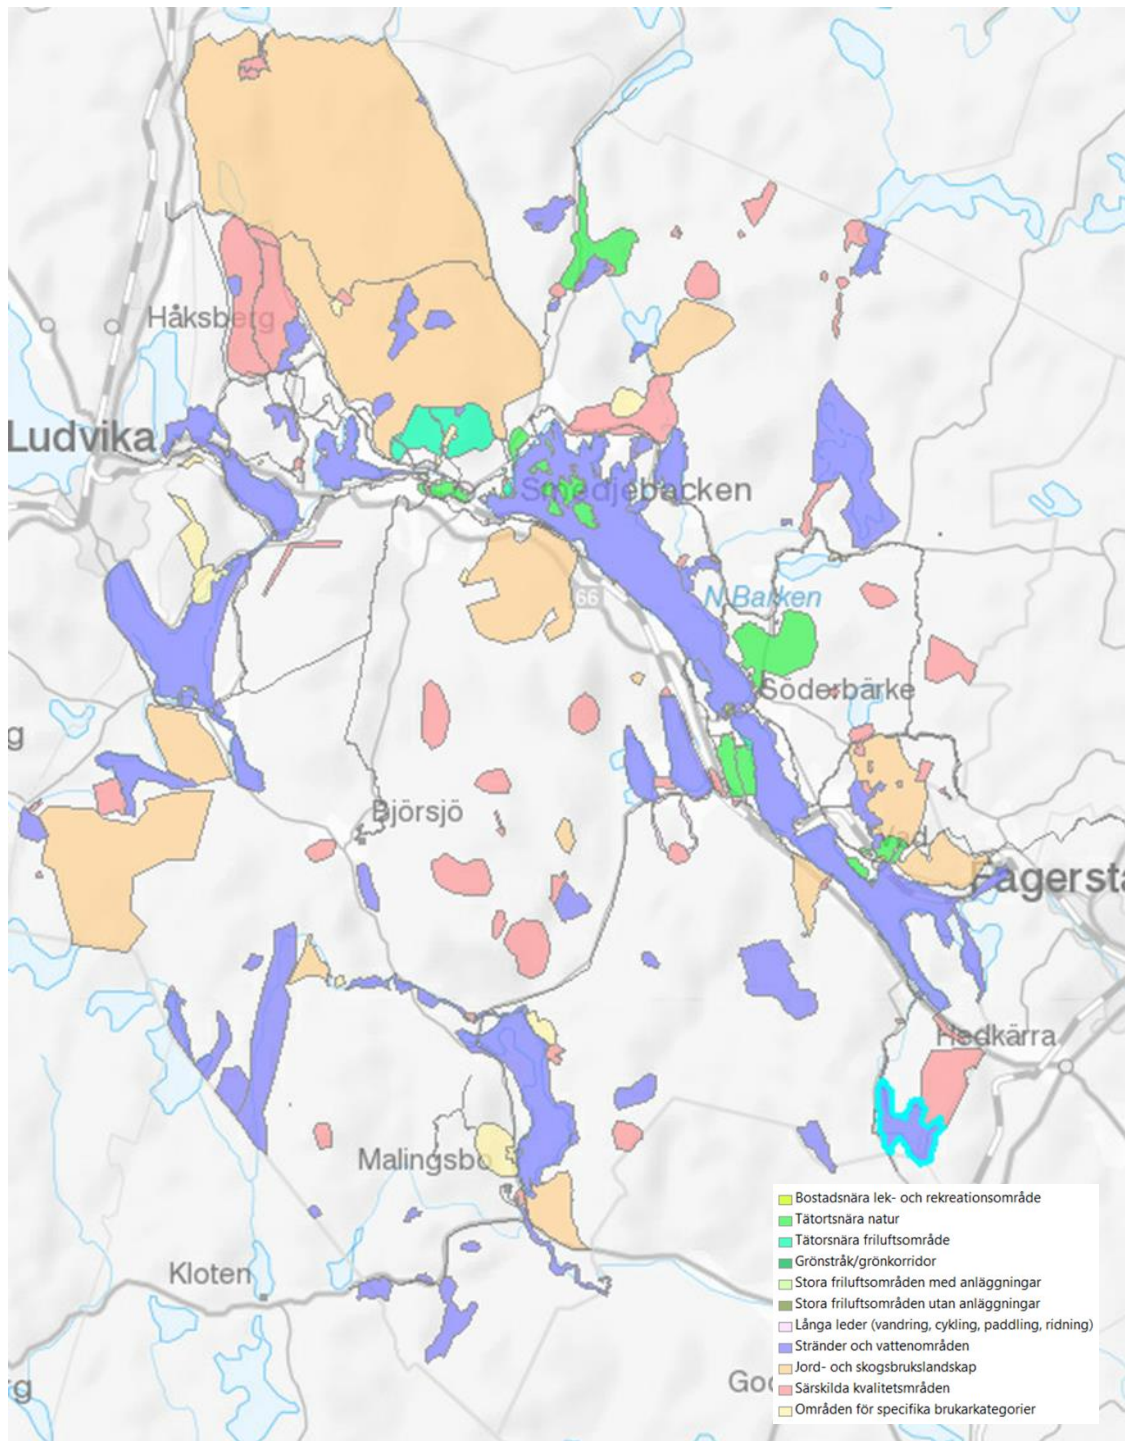 Håksberg
Ludvika
Smedjebacken
N Barken
66
Söderbärke
g
Björsjö
Vad
Fagersta
Hedkärra
Malingsbo
Kloten
g
Bostadsnära lek- och rekreationsområde
Tätortsnära natur
Tätorsnära friluftsområde
Grönstråk/grönkorridor
Stora friluftsområden med anläggningar
Stora friluftsområden utan anläggningar
Långa leder (vandring, cykling, paddling, ridning)
Stränder och vattenområden
Jord- och skogsbrukslandskap
Särskilda kvalitetsmråden
Områden för specifika brukarkategorier